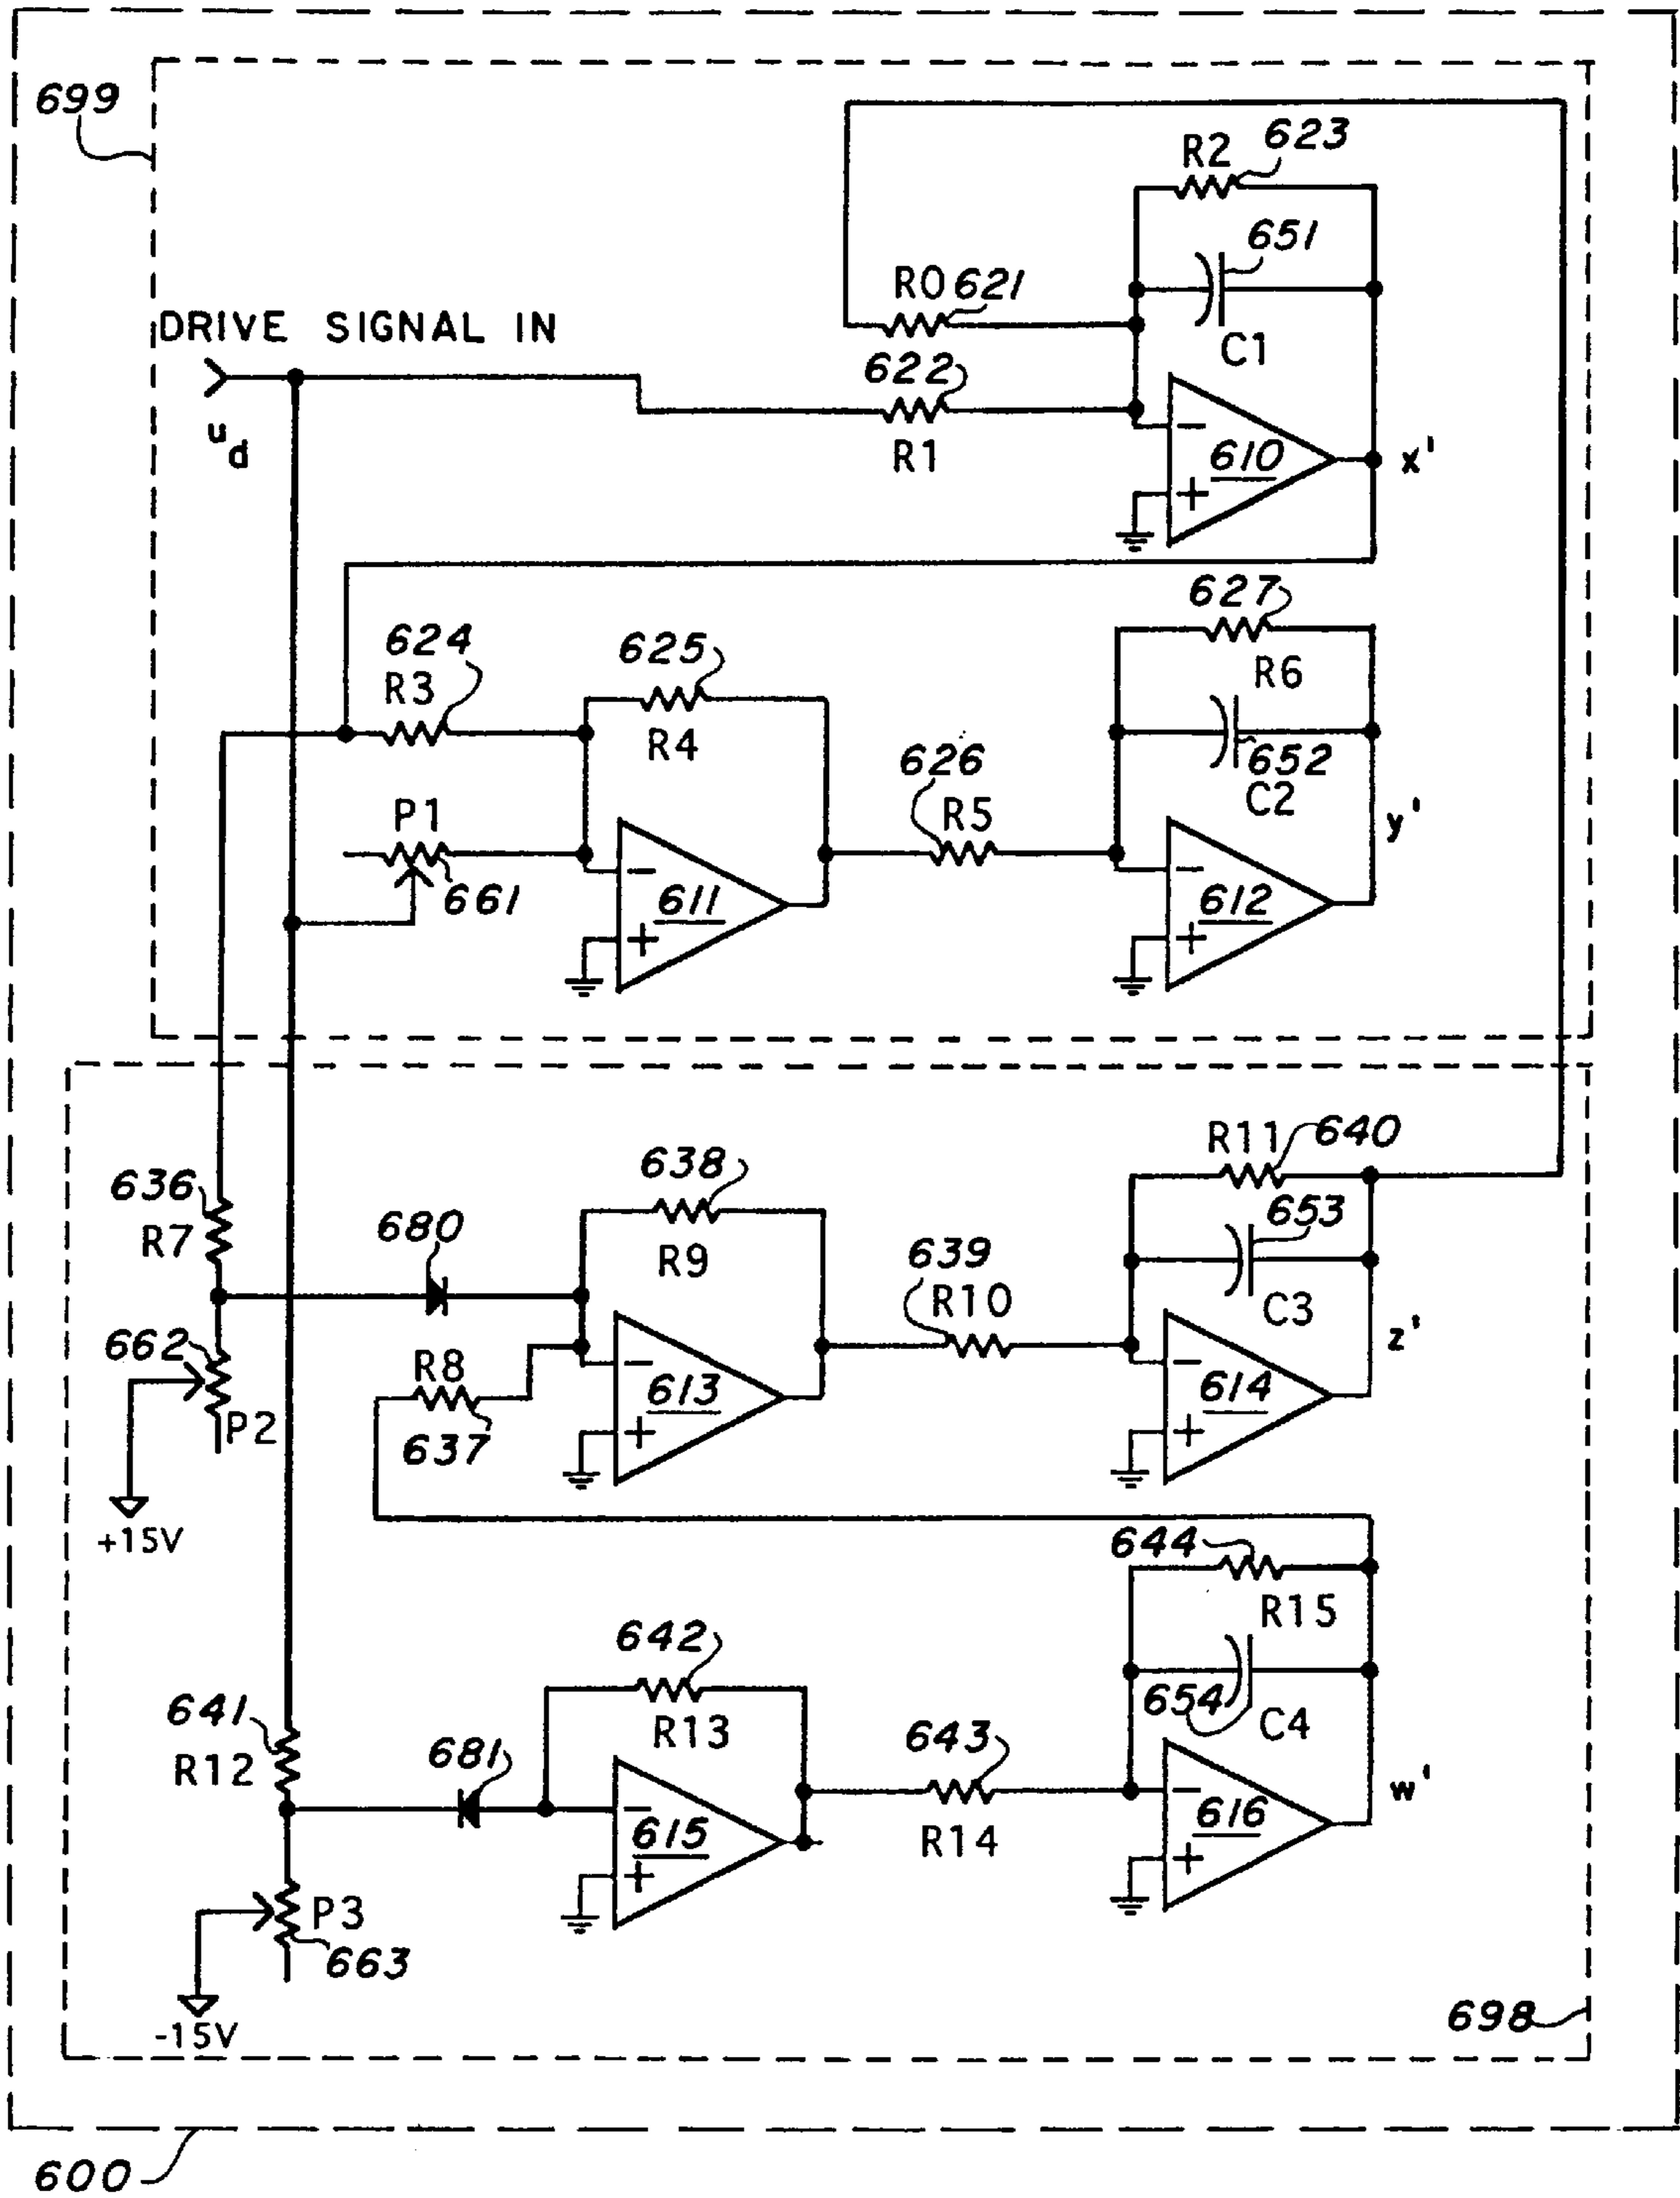 699
R2 623
651
R0 621
C1
DRIVE SIGNAL IN
622
u d
R1
− 610 +
x'
627
624
625
R3
R4
R6
626
652
C2
P1
R5
y'
661
− 611 +
− 612 +
R11 640
638
636
653
R7
680
R9
639
R10
C3
662
z'
R8
− 613 +
− 614 +
P2
637
+15V
644
R15
642
641
654
R13
C4
R12
681
643
w'
− 615 +
− 616 +
R14
P3
663
698
-15V
600